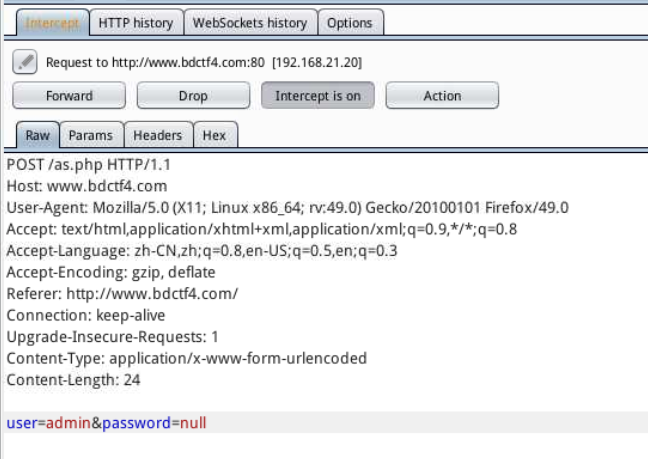 Intercept HTTP history WebSockets history Options
Request to http://www.bdctf4.com:80 [192.168.21.20]
Forward Drop Intercept is on Action
Raw Params Headers Hex
POST /as.php HTTP/1.1
Host: www.bdctf4.com
User-Agent: Mozilla/5.0 (X11; Linux x86_64; rv:49.0) Gecko/20100101 Firefox/49.0
Accept: text/html,application/xhtml+xml,application/xml;q=0.9,*/*;q=0.8
Accept-Language: zh-CN,zh;q=0.8,en-US;q=0.5,en;q=0.3
Accept-Encoding: gzip, deflate
Referer: http://www.bdctf4.com/
Connection: keep-alive
Upgrade-Insecure-Requests: 1
Content-Type: application/x-www-form-urlencoded
Content-Length: 24
user=admin&password=null